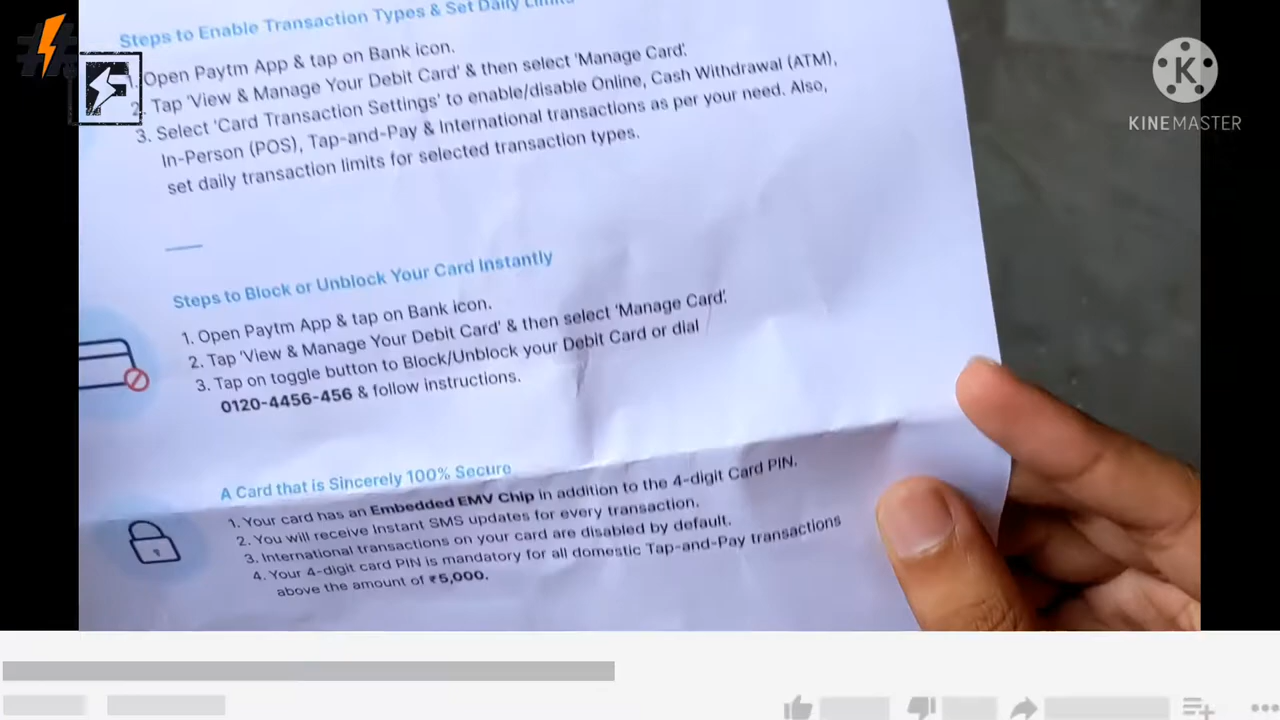 Steps to Enable Transaction Types & Set Daily Limits
1. Open Paytm App & tap on Bank icon.
2. Tap 'View & Manage Your Debit Card' & then select 'Manage Card'.
3. Select 'Card Transaction Settings' to enable/disable Online, Cash Withdrawal (ATM),
In-Person (POS), Tap-and-Pay & International transactions as per your need. Also,
set daily transaction limits for selected transaction types.
Steps to Block or Unblock Your Card Instantly
1. Open Paytm App & tap on Bank icon.
2. Tap 'View & Manage Your Debit Card' & then select 'Manage Card'.
3. Tap on toggle button to Block/Unblock your Debit Card or dial
0120-4456-456 & follow instructions.
A Card that is Sincerely 100% Secure
1. Your card has an Embedded EMV Chip in addition to the 4-digit Card PIN.
2. You will receive Instant SMS updates for every transaction.
3. International transactions on your card are disabled by default.
4. Your 4-digit card PIN is mandatory for all domestic Tap-and-Pay transactions
above the amount of ₹5,000.
F
K
KINEMASTER